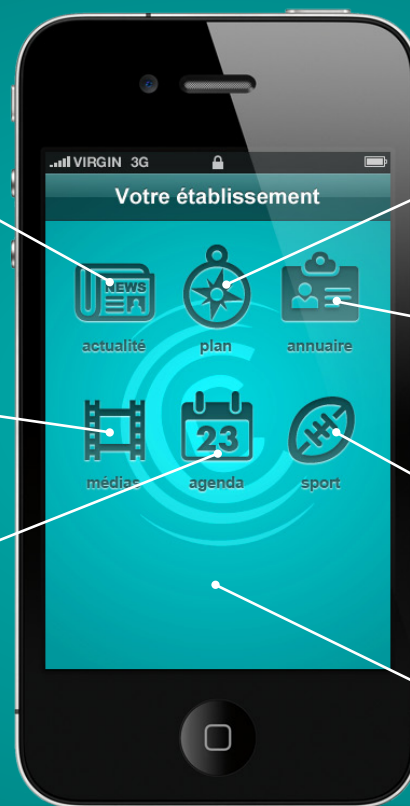 VIRGIN 3G
Votre établissement
NEWS
actualité plan annuaire
23
médias agenda sport